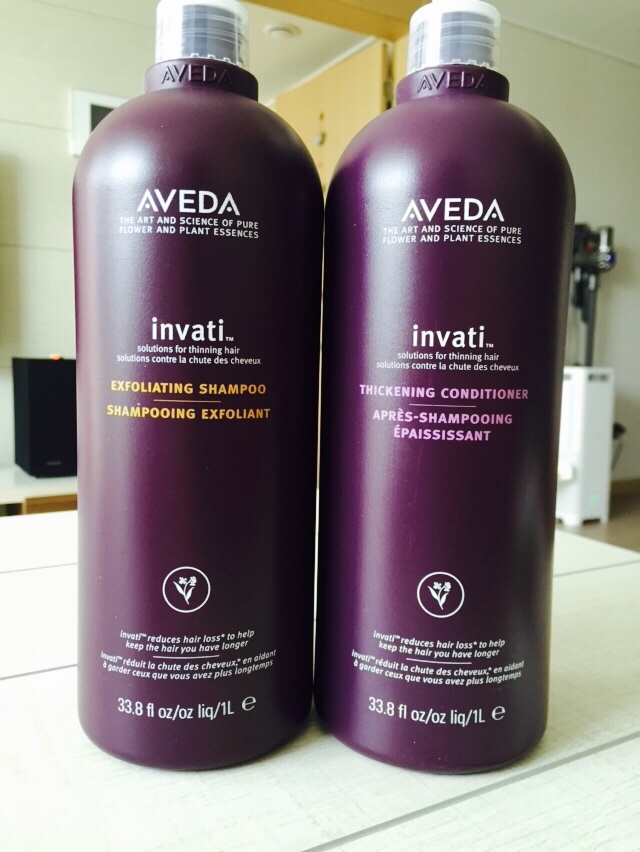 AVEDA
AVEDA
THE ART AND SCIENCE OF PURE
FLOWER AND PLANT ESSENCES
invati™
solutions for thinning hair
solutions contre la chute des cheveux
EXFOLIATING SHAMPOO
SHAMPOOING EXFOLIANT
invati™ reduces hair loss* to help
keep the hair you have longer
invati™ réduit la chute des cheveux,* en aidant
à garder ceux que vous avez plus longtemps
33.8 fl oz/oz liq/1L ℮
AVEDA
AVEDA
THE ART AND SCIENCE OF PURE
FLOWER AND PLANT ESSENCES
invati™
solutions for thinning hair
solutions contre la chute des cheveux
THICKENING CONDITIONER
APRÈS-SHAMPOOING
ÉPAISSISSANT
invati™ reduces hair loss* to help
keep the hair you have longer
invati™ réduit la chute des cheveux,* en aidant
à garder ceux que vous avez plus longtemps
33.8 fl oz/oz liq/1L ℮